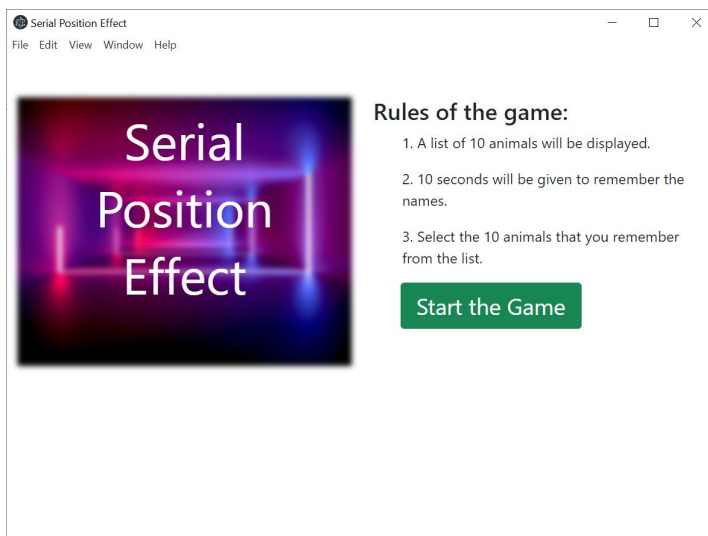 Serial Position Effect
File Edit View Window Help
Serial
Position
Effect
Rules of the game:
1. A list of 10 animals will be displayed.
2. 10 seconds will be given to remember the
names.
3. Select the 10 animals that you remember
from the list.
Start the Game